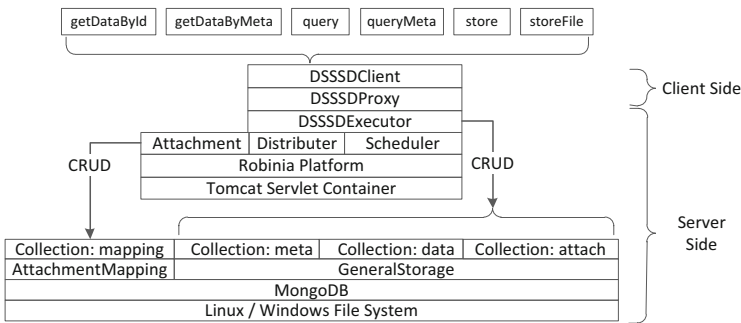 getDataById getDataByMeta query queryMeta store storeFile
DSSSDClient
DSSSDProxy
Client Side
DSSSDExecutor
Attachment Distributer Scheduler
CRUD Robinia Platform CRUD
Tomcat Servlet Container
Server
Side
Collection: mapping Collection: meta Collection: data Collection: attach
AttachmentMapping GeneralStorage
MongoDB
Linux / Windows File System